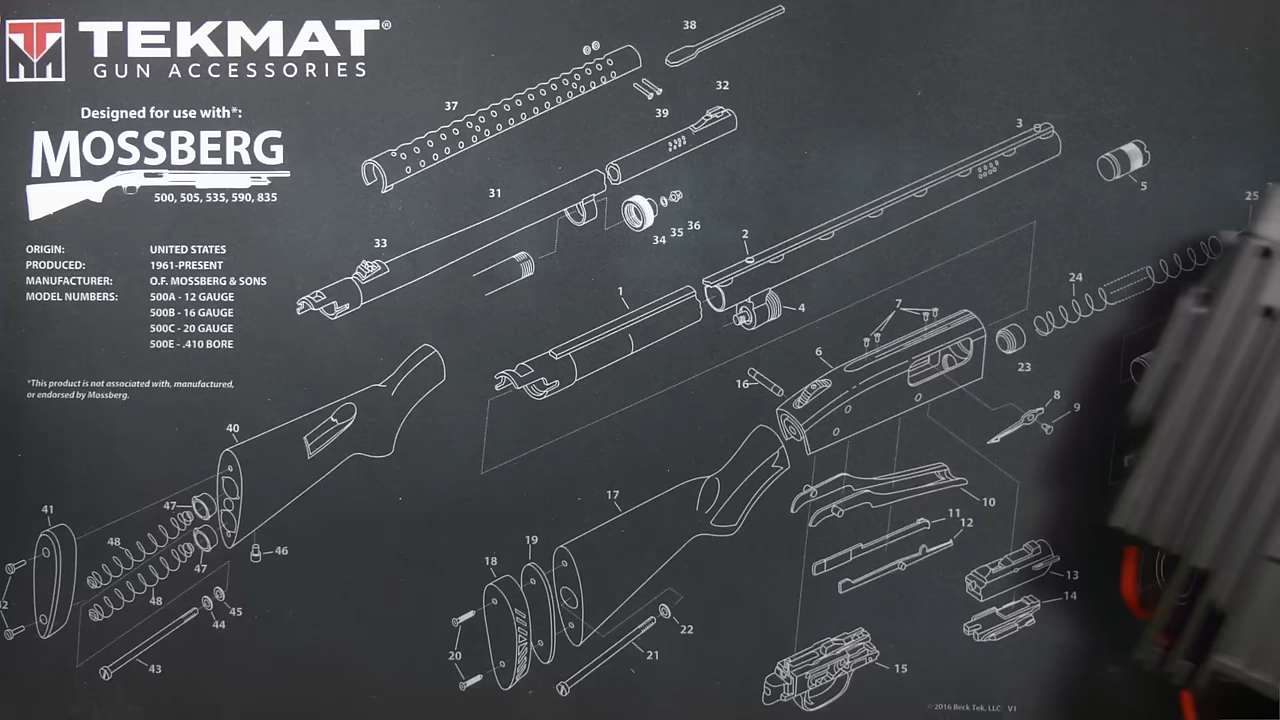 TEKMAT®
GUN ACCESSORIES
Designed for use with*:
MOSSBERG
500, 505, 535, 590, 835
ORIGIN: UNITED STATES
PRODUCED: 1961-PRESENT
MANUFACTURER: O.F. MOSSBERG & SONS
MODEL NUMBERS: 500A - 12 GAUGE
500B - 16 GAUGE
500C - 20 GAUGE
500E - .410 BORE
*This product is not associated with, manufactured,
or endorsed by Mossberg.
38
37
32
39
3
5
31
25
34 35 36
2
33
24
1
4
7
6
23
16
8
9
40
17
10
41
47
11
12
48
19
46
18
47
13
14
48
42
45
44
22
20
21
43
15
© 2016 Beck Tek, LLC V1